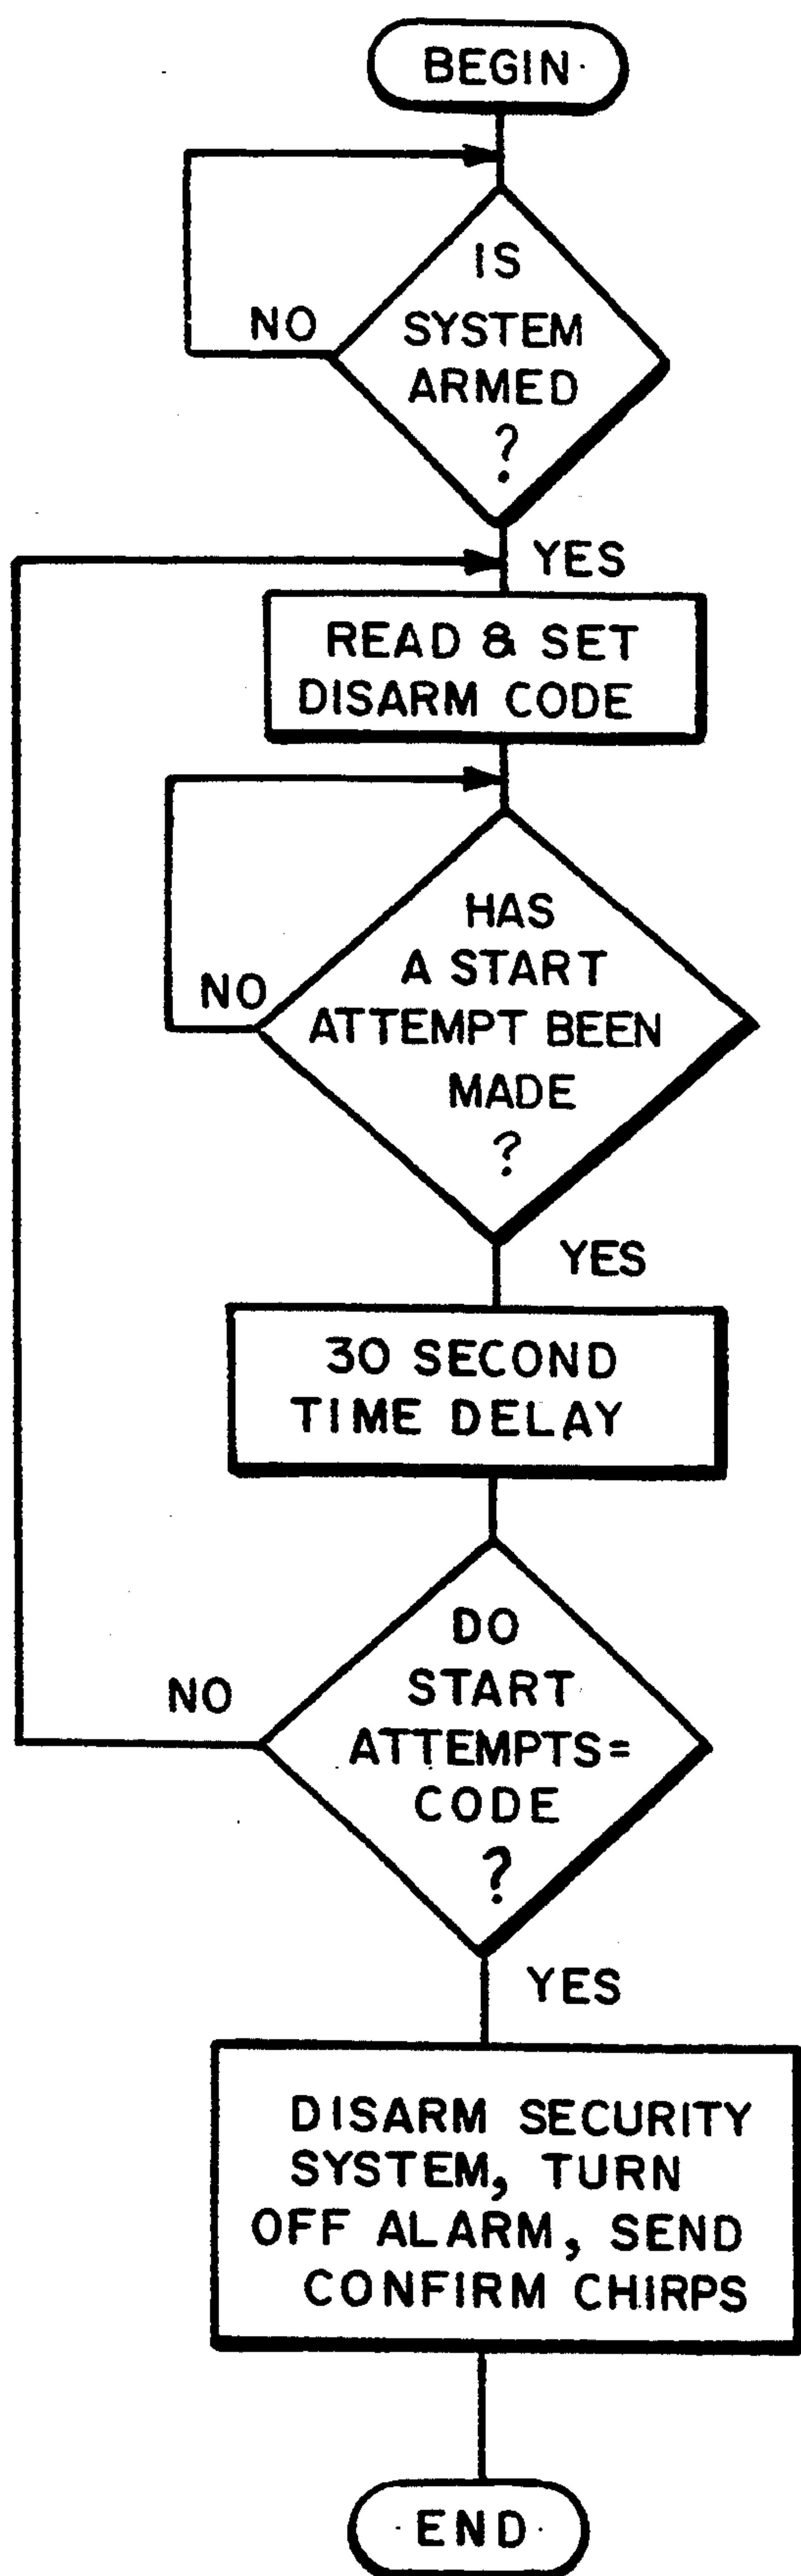 BEGIN
IS
SYSTEM
ARMED
?
NO
YES
READ & SET
DISARM CODE
HAS
A START
ATTEMPT BEEN
MADE
?
NO
YES
30 SECOND
TIME DELAY
DO
START
ATTEMPTS=
CODE
?
NO
YES
DISARM SECURITY
SYSTEM, TURN
OFF ALARM, SEND
CONFIRM CHIRPS
END